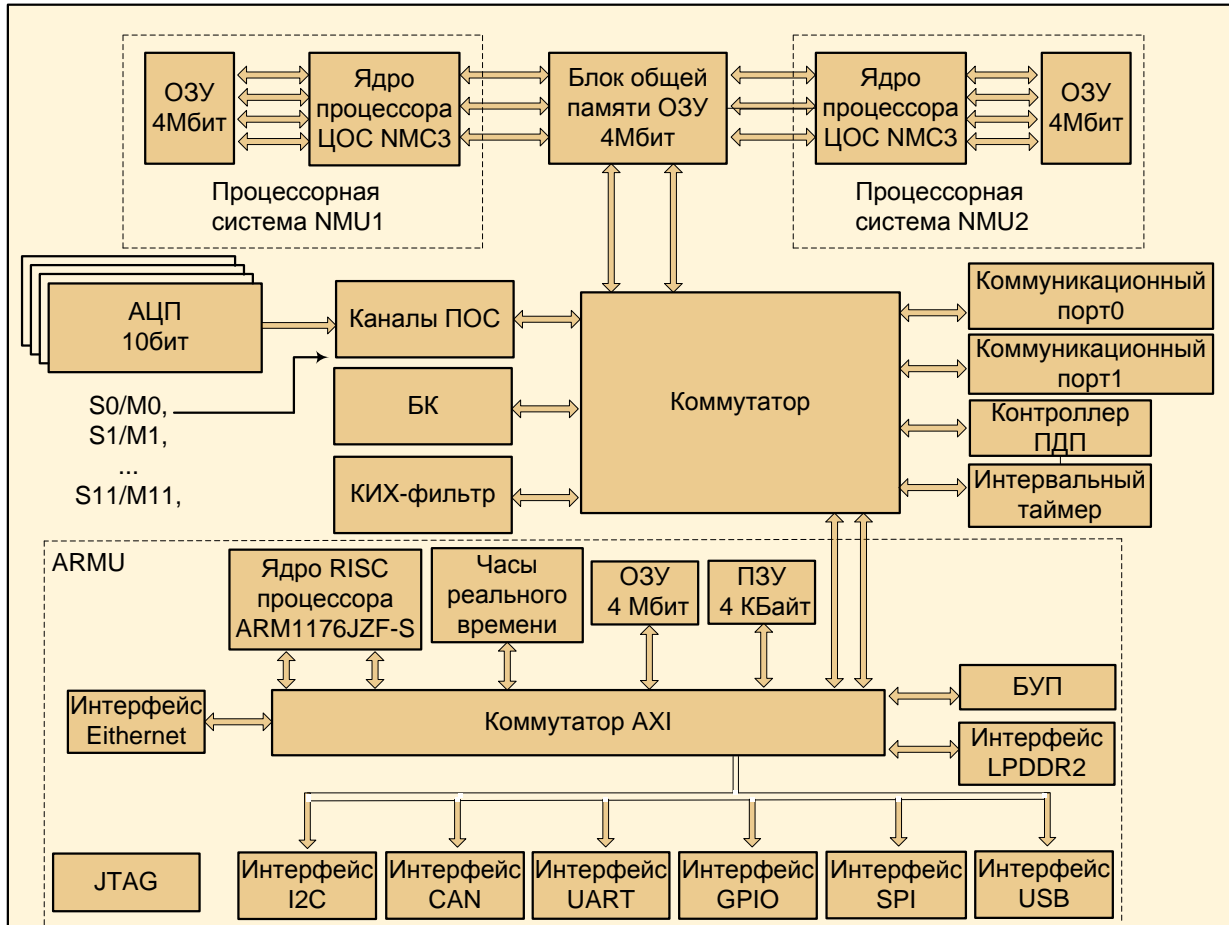 ОЗУ
4Мбит
Ядро
процессора
ЦОС NMC3
Блок общей
памяти ОЗУ
4Мбит
Ядро
процессора
ЦОС NMC3
ОЗУ
4Мбит
Процессорная
система NMU1
Процессорная
система NMU2
АЦП
10бит
Каналы ПОС
Коммутатор
Коммуникационный
порт0
Коммуникационный
порт1
S0/M0,
S1/M1,
...
S11/M11,
БК
Контроллер
ПДП
КИХ-фильтр
Интервальный
таймер
ARMU
Ядро RISC
процессора
ARM1176JZF-S
Часы
реального
времени
ОЗУ
4 Мбит
ПЗУ
4 КБайт
Интерфейс
Eithernet
Коммутатор AXI
БУП
Интерфейс
LPDDR2
JTAG
Интерфейс
I2C
Интерфейс
CAN
Интерфейс
UART
Интерфейс
GPIO
Интерфейс
SPI
Интерфейс
USB